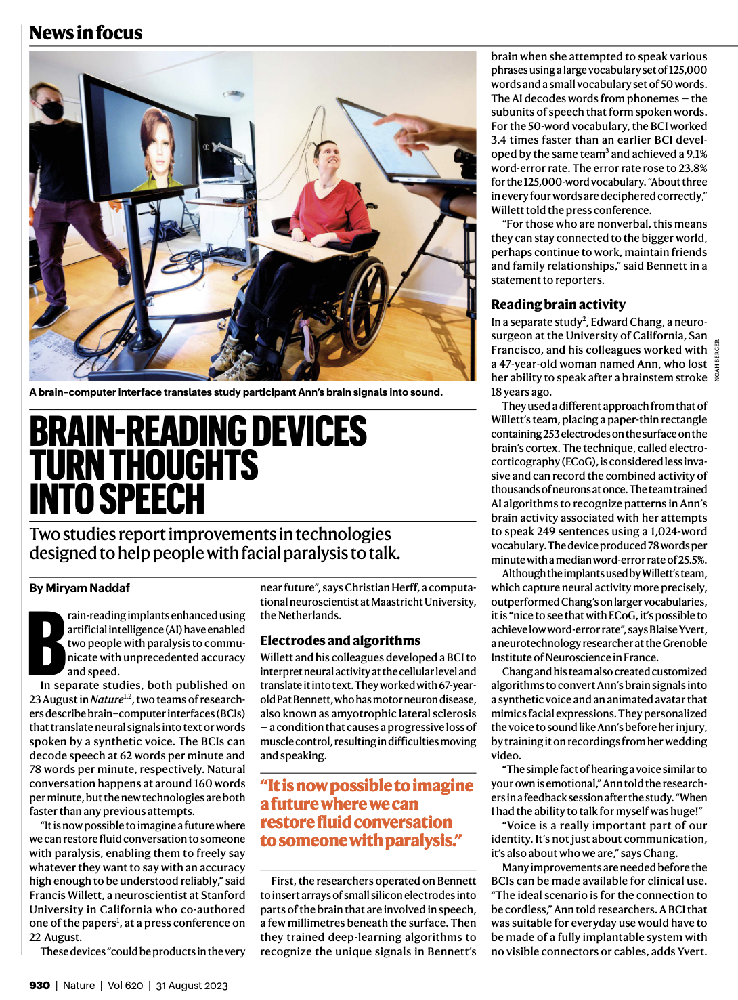 News in focus
A brain–computer interface translates study participant Ann’s brain signals into sound.
NOAH BERGER
BRAIN-READING DEVICES
TURN THOUGHTS
INTO SPEECH
Two studies report improvements in technologies
designed to help people with facial paralysis to talk.
By Miryam Naddaf
Brain-reading implants enhanced using
artificial intelligence (AI) have enabled
two people with paralysis to commu-
nicate with unprecedented accuracy
and speed.
In separate studies, both published on
23 August in Nature1,2, two teams of research-
ers describe brain–computer interfaces (BCIs)
that translate neural signals into text or words
spoken by a synthetic voice. The BCIs can
decode speech at 62 words per minute and
78 words per minute, respectively. Natural
conversation happens at around 160 words
per minute, but the new technologies are both
faster than any previous attempts.
“It is now possible to imagine a future where
we can restore fluid conversation to someone
with paralysis, enabling them to freely say
whatever they want to say with an accuracy
high enough to be understood reliably,” said
Francis Willett, a neuroscientist at Stanford
University in California who co-authored
one of the papers1, at a press conference on
22 August.
These devices “could be products in the very
near future”, says Christian Herff, a computa-
tional neuroscientist at Maastricht University,
the Netherlands.
Electrodes and algorithms
Willett and his colleagues developed a BCI to
interpret neural activity at the cellular level and
translate it into text. They worked with 67-year-
old Pat Bennett, who has motor neuron disease,
also known as amyotrophic lateral sclerosis
— a condition that causes a progressive loss of
muscle control, resulting in difficulties moving
and speaking.
“It is now possible to imagine
a future where we can
restore fluid conversation
to someone with paralysis.”
First, the researchers operated on Bennett
to insert arrays of small silicon electrodes into
parts of the brain that are involved in speech,
a few millimetres beneath the surface. Then
they trained deep-learning algorithms to
recognize the unique signals in Bennett’s
brain when she attempted to speak various
phrases using a large vocabulary set of 125,000
words and a small vocabulary set of 50 words.
The AI decodes words from phonemes — the
subunits of speech that form spoken words.
For the 50-word vocabulary, the BCI worked
3.4 times faster than an earlier BCI devel-
oped by the same team3 and achieved a 9.1%
word-error rate. The error rate rose to 23.8%
for the 125,000-word vocabulary. “About three
in every four words are deciphered correctly,”
Willett told the press conference.
“For those who are nonverbal, this means
they can stay connected to the bigger world,
perhaps continue to work, maintain friends
and family relationships,” said Bennett in a
statement to reporters.
Reading brain activity
In a separate study2, Edward Chang, a neuro-
surgeon at the University of California, San
Francisco, and his colleagues worked with
a 47-year-old woman named Ann, who lost
her ability to speak after a brainstem stroke
18 years ago.
They used a different approach from that of
Willett’s team, placing a paper-thin rectangle
containing 253 electrodes on the surface on the
brain’s cortex. The technique, called electro-
corticography (ECoG), is considered less inva-
sive and can record the combined activity of
thousands of neurons at once. The team trained
AI algorithms to recognize patterns in Ann’s
brain activity associated with her attempts
to speak 249 sentences using a 1,024-word
vocabulary. The device produced 78 words per
minute with a median word-error rate of 25.5%.
Although the implants used by Willett’s team,
which capture neural activity more precisely,
outperformed Chang’s on larger vocabularies,
it is “nice to see that with ECoG, it’s possible to
achieve low word-error rate”, says Blaise Yvert,
a neurotechnology researcher at the Grenoble
Institute of Neuroscience in France.
Chang and his team also created customized
algorithms to convert Ann’s brain signals into
a synthetic voice and an animated avatar that
mimics facial expressions. They personalized
the voice to sound like Ann’s before her injury,
by training it on recordings from her wedding
video.
“The simple fact of hearing a voice similar to
your own is emotional,” Ann told the research-
ers in a feedback session after the study. “When
I had the ability to talk for myself was huge!”
“Voice is a really important part of our
identity. It’s not just about communication,
it’s also about who we are,” says Chang.
Many improvements are needed before the
BCIs can be made available for clinical use.
“The ideal scenario is for the connection to
be cordless,” Ann told researchers. A BCI that
was suitable for everyday use would have to
be made of a fully implantable system with
no visible connectors or cables, adds Yvert.
930 | Nature | Vol 620 | 31 August 2023